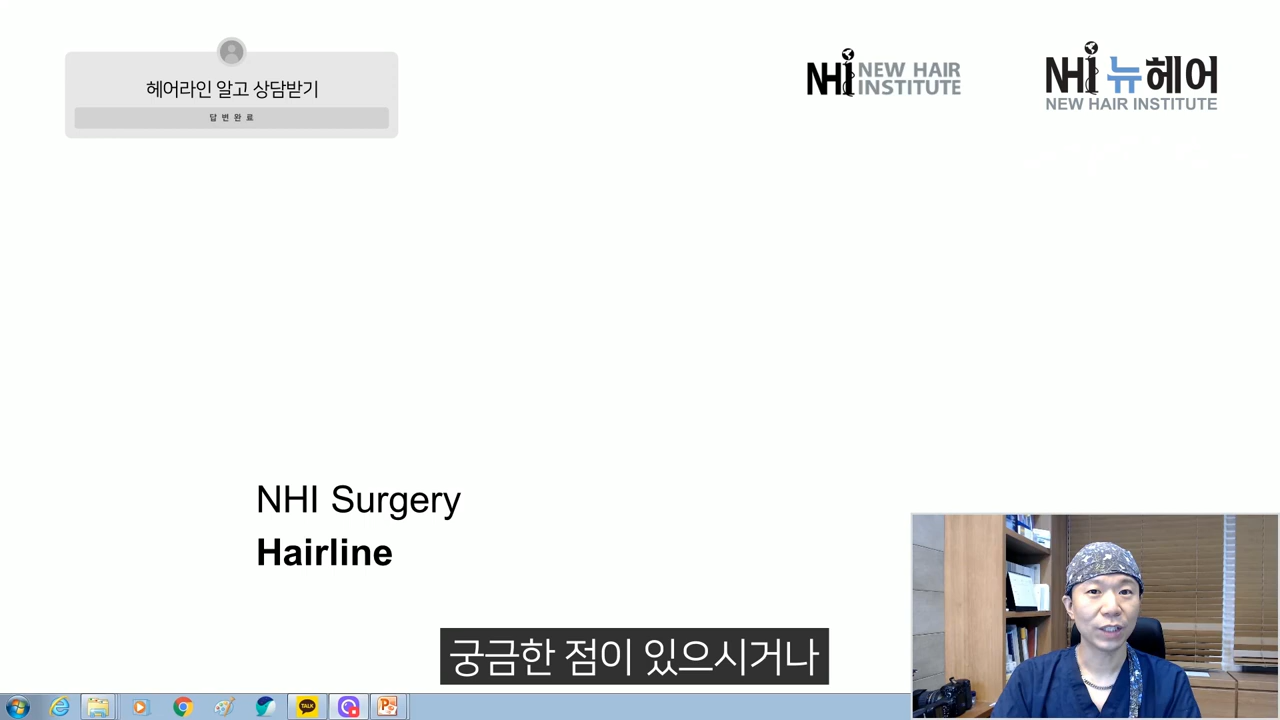 헤어라인 알고 상담받기
답변완료
NHI NEW HAIR
INSTITUTE
NHI 뉴헤어
NEW HAIR INSTITUTE
NHI Surgery
Hairline
궁금한 점이 있으시거나
TALK